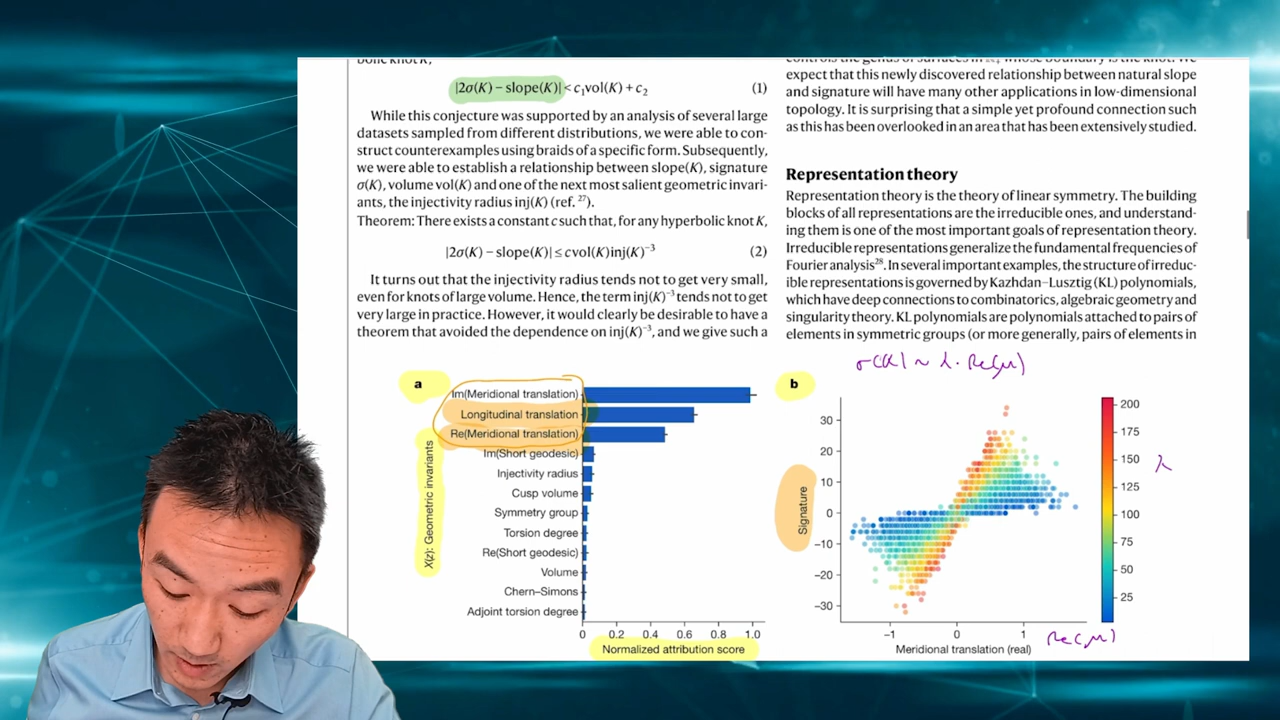 bolic knot K,
|2σ(K) − slope(K)| < c₁vol(K) + c₂ (1)
While this conjecture was supported by an analysis of several large
datasets sampled from different distributions, we were able to con-
struct counterexamples using braids of a specific form. Subsequently,
we were able to establish a relationship between slope(K), signature
σ(K), volume vol(K) and one of the next most salient geometric invari-
ants, the injectivity radius inj(K) (ref. ²⁷).
Theorem: There exists a constant c such that, for any hyperbolic knot K,
|2σ(K) − slope(K)| ≤ cvol(K)inj(K)⁻³ (2)
It turns out that the injectivity radius tends not to get very small,
even for knots of large volume. Hence, the term inj(K)⁻³ tends not to get
very large in practice. However, it would clearly be desirable to have a
theorem that avoided the dependence on inj(K)⁻³, and we give such a
controls the genus of surfaces in whose boundary is the knot. We
expect that this newly discovered relationship between natural slope
and signature will have many other applications in low-dimensional
topology. It is surprising that a simple yet profound connection such
as this has been overlooked in an area that has been extensively studied.
Representation theory
Representation theory is the theory of linear symmetry. The building
blocks of all representations are the irreducible ones, and understand-
ing them is one of the most important goals of representation theory.
Irreducible representations generalize the fundamental frequencies of
Fourier analysis²⁸. In several important examples, the structure of irreduc-
ible representations is governed by Kazhdan–Lusztig (KL) polynomials,
which have deep connections to combinatorics, algebraic geometry and
singularity theory. KL polynomials are polynomials attached to pairs of
elements in symmetric groups (or more generally, pairs of elements in
a
X(z): Geometric invariants
Im(Meridional translation)
Longitudinal translation
Re(Meridional translation)
Im(Short geodesic)
Injectivity radius
Cusp volume
Symmetry group
Torsion degree
Re(Short geodesic)
Volume
Chern–Simons
Adjoint torsion degree
0 0.2 0.4 0.6 0.8 1.0
Normalized attribution score
σ(K) ~ λ · Re(μ)
b
Signature
30
20
10
0
−10
−20
−30
−1 0 1
Meridional translation (real)
Re(μ)
200
175
150
125
100
75
50
25
λ